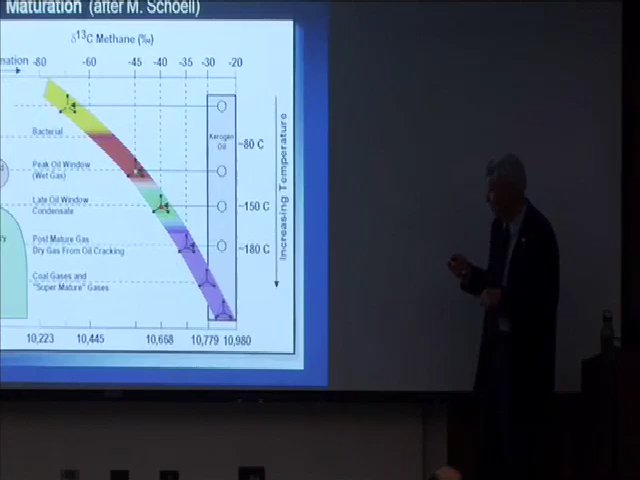 Maturation (after M. Schoell)
δ13C Methane (‰)
-80 -60 -45 -40 -35 -30 -20
Bacterial
Kerogen
Oil
~80 C
Peak Oil Window
(Wet Gas)
Late Oil Window
Condensate
~150 C
Post Mature Gas
Dry Gas From Oil Cracking
~180 C
Coal Gases and
"Super Mature" Gases
Increasing Temperature
10,223 10,445 10,668 10,779 10,980